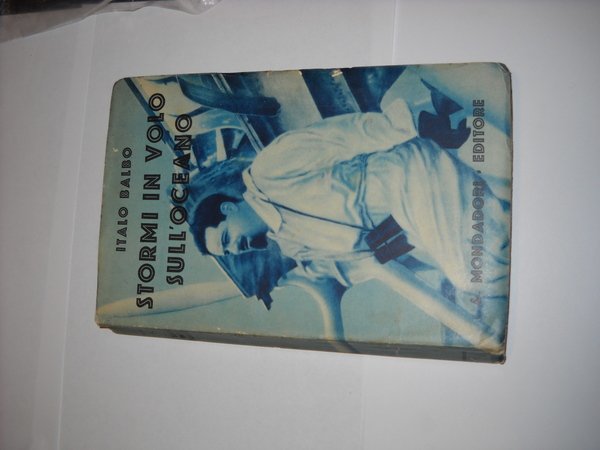 ITALO BALBO
STORMI IN VOLO
SULL'OCEANO
A. MONDADORI • EDITORE